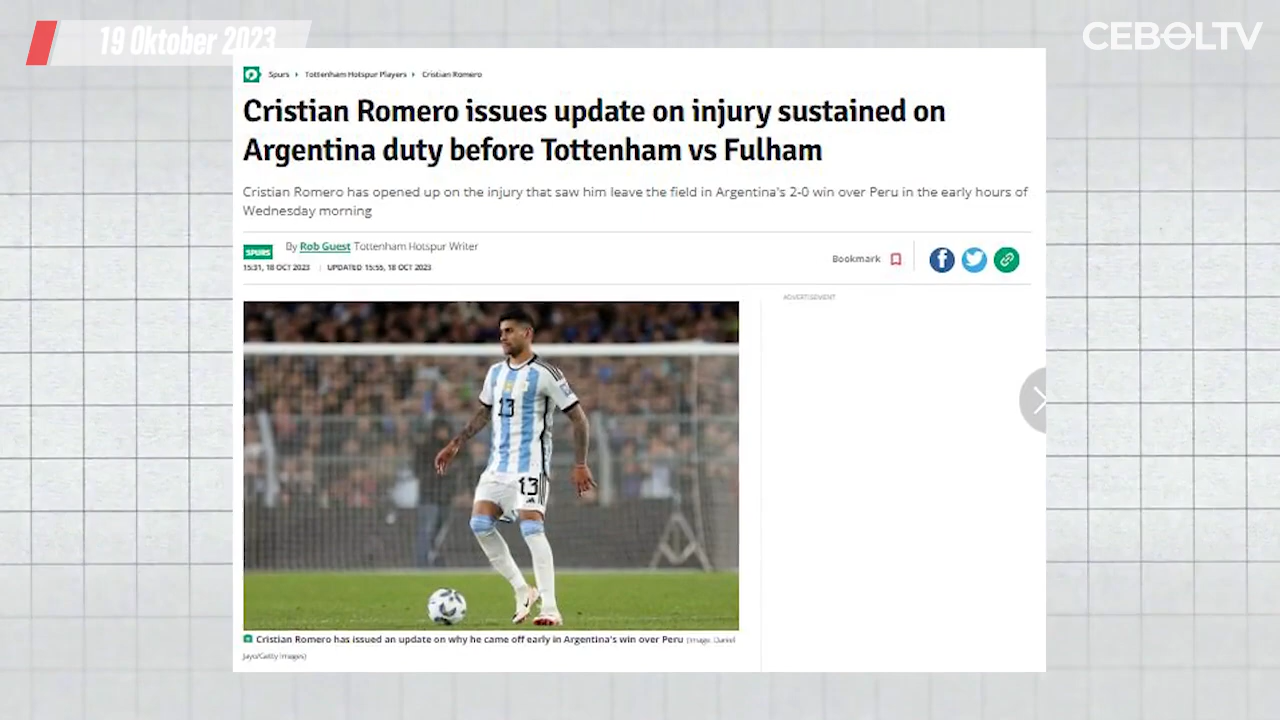 19 Oktober 2023
CEBOLTV
Spurs › Tottenham Hotspur Players › Cristian Romero
Cristian Romero issues update on injury sustained on
Argentina duty before Tottenham vs Fulham
Cristian Romero has opened up on the injury that saw him leave the field in Argentina's 2-0 win over Peru in the early hours of
Wednesday morning
SPURS
By Rob Guest Tottenham Hotspur Writer
15:31, 18 OCT 2023 | UPDATED 15:56, 18 OCT 2023
Bookmark
ADVERTISEMENT
13
13
Cristian Romero has issued an update on why he came off early in Argentina's win over Peru (Image: Daniel
Jayo/Getty Images)